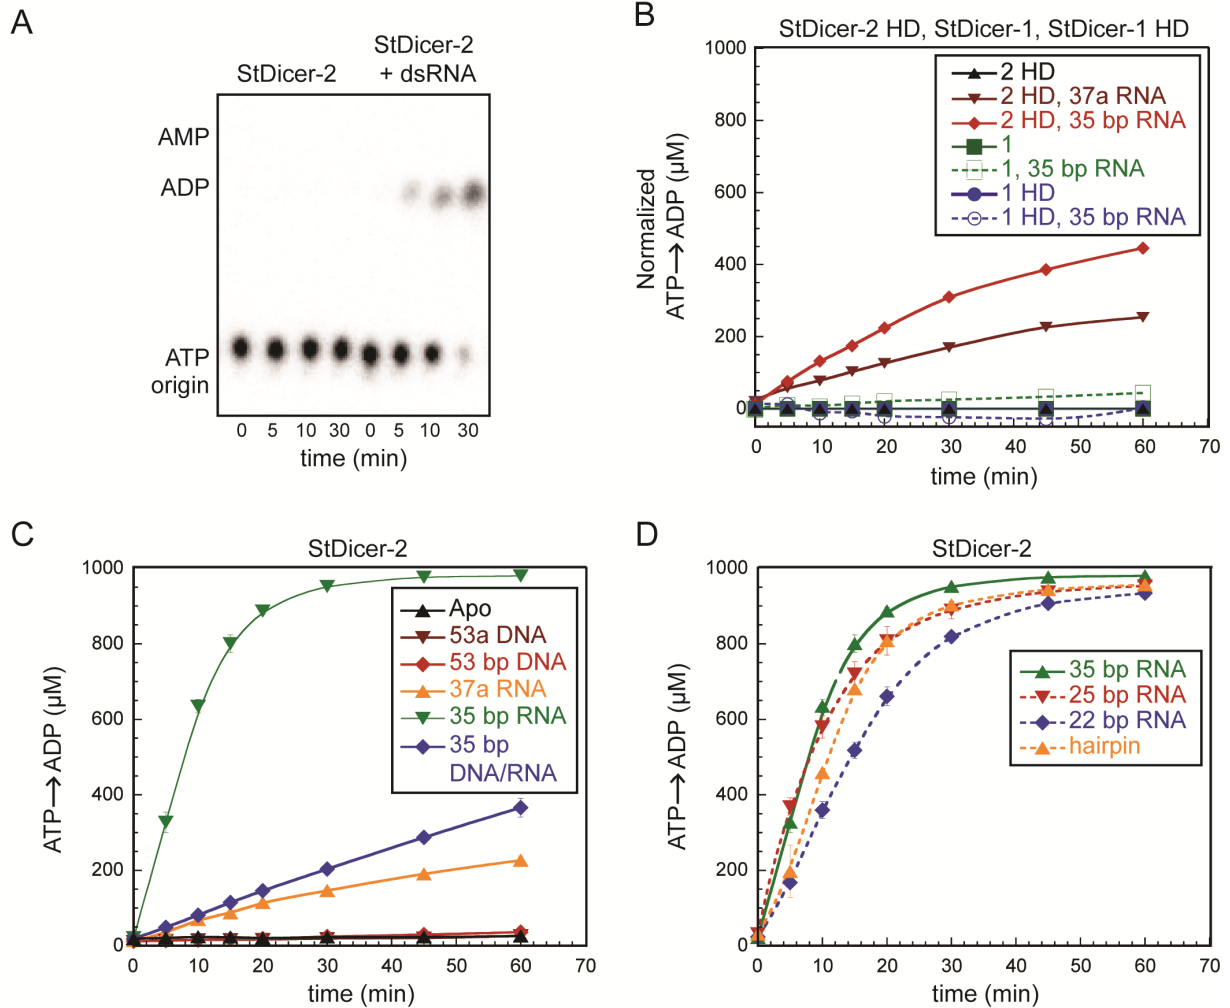 A
StDicer-2
StDicer-2
+ dsRNA
AMP
ADP
ATP
origin
0 5 10 30 0 5 10 30
time (min)
B
StDicer-2 HD, StDicer-1, StDicer-1 HD
Normalized
ATP→ADP (µM)
1000
800
600
400
200
0
2 HD
2 HD, 37a RNA
2 HD, 35 bp RNA
1
1, 35 bp RNA
1 HD
1 HD, 35 bp RNA
0 10 20 30 40 50 60 70
time (min)
C
StDicer-2
ATP→ADP (µM)
1000
800
600
400
200
0
Apo
53a DNA
53 bp DNA
37a RNA
35 bp RNA
35 bp
DNA/RNA
0 10 20 30 40 50 60 70
time (min)
D
StDicer-2
ATP→ADP (µM)
1000
800
600
400
200
0
35 bp RNA
25 bp RNA
22 bp RNA
hairpin
0 10 20 30 40 50 60 70
time (min)